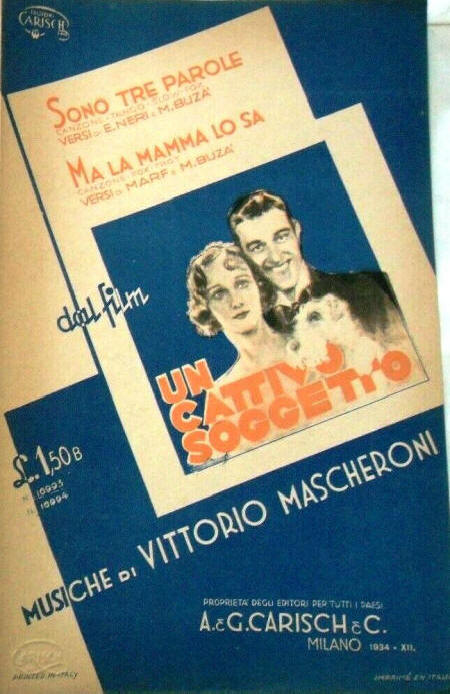 EDIZIONI
CARISCH
SONO TRE PAROLE
CANZONE - TANGO - SLOW-FOX
VERSI DI E. NERI E M. BUZA'
MA LA MAMMA LO SA
CANZONE - FOX-TROT
VERSI DI MARF E M. BUZA'
dal film
UN
CATTIVO
SOGGETTO
£.1,50 B
N. 10993
N. 10994
MUSICHE DI VITTORIO MASCHERONI
PROPRIETA' DEGLI EDITORI PER TUTTI I PAESI
A. & G. CARISCH & C.
MILANO 1934 - XII.
CARISCH
PRINTED IN ITALY
IMPRIMÉ EN ITALIE